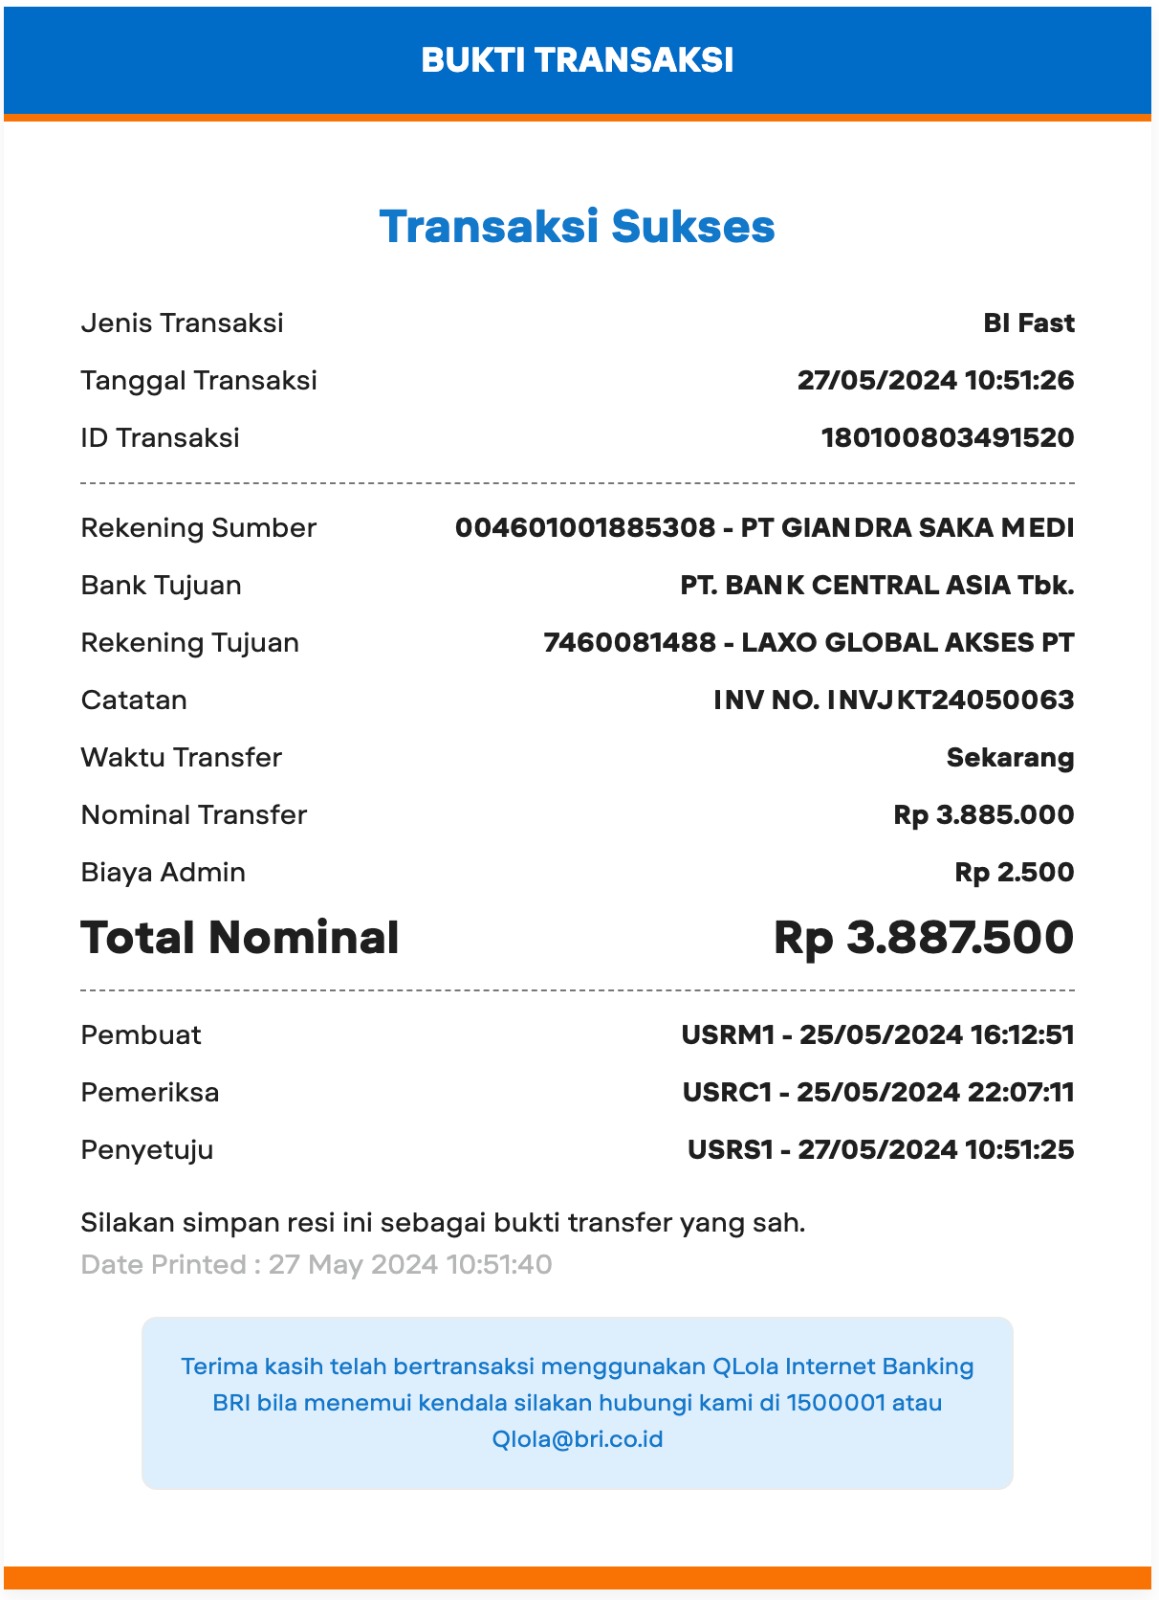 BUKTI TRANSAKSI
Transaksi Sukses
Jenis Transaksi BI Fast
Tanggal Transaksi 27/05/2024 10:51:26
ID Transaksi 180100803491520
Rekening Sumber 004601001885308 - PT GIANDRA SAKA MEDI
Bank Tujuan PT. BANK CENTRAL ASIA Tbk.
Rekening Tujuan 7460081488 - LAXO GLOBAL AKSES PT
Catatan INV NO. INVJKT24050063
Waktu Transfer Sekarang
Nominal Transfer Rp 3.885.000
Biaya Admin Rp 2.500
Total Nominal Rp 3.887.500
Pembuat USRM1 - 25/05/2024 16:12:51
Pemeriksa USRC1 - 25/05/2024 22:07:11
Penyetuju USRS1 - 27/05/2024 10:51:25
Silakan simpan resi ini sebagai bukti transfer yang sah.
Date Printed : 27 May 2024 10:51:40
Terima kasih telah bertransaksi menggunakan QLola Internet Banking
BRI bila menemui kendala silakan hubungi kami di 1500001 atau
Qlola@bri.co.id